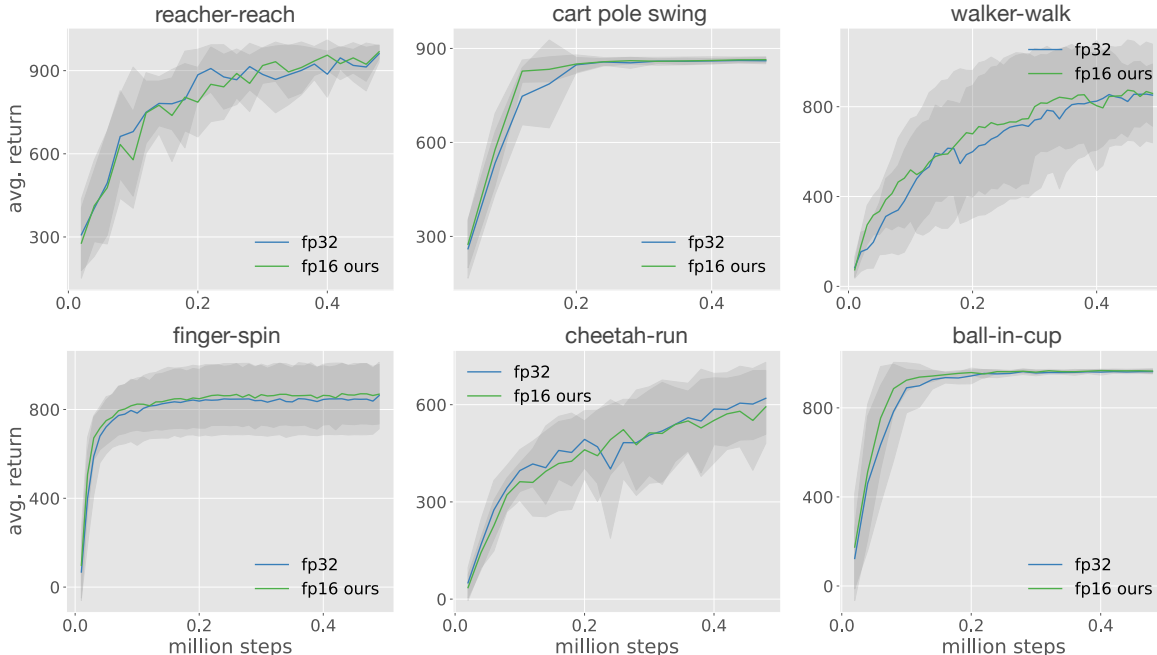 reacher-reach
cart pole swing
walker-walk
avg. return
900
600
300
0.0
0.2
0.4
fp32
fp16 ours
900
600
300
0.2
0.4
fp32
fp16 ours
800
400
0
0.0
0.2
0.4
fp32
fp16 ours
finger-spin
cheetah-run
ball-in-cup
avg. return
800
400
0
0.0
0.2
0.4
million steps
fp32
fp16 ours
600
300
0
0.0
0.2
0.4
million steps
fp32
fp16 ours
800
400
0
0.0
0.2
0.4
million steps
fp32
fp16 ours